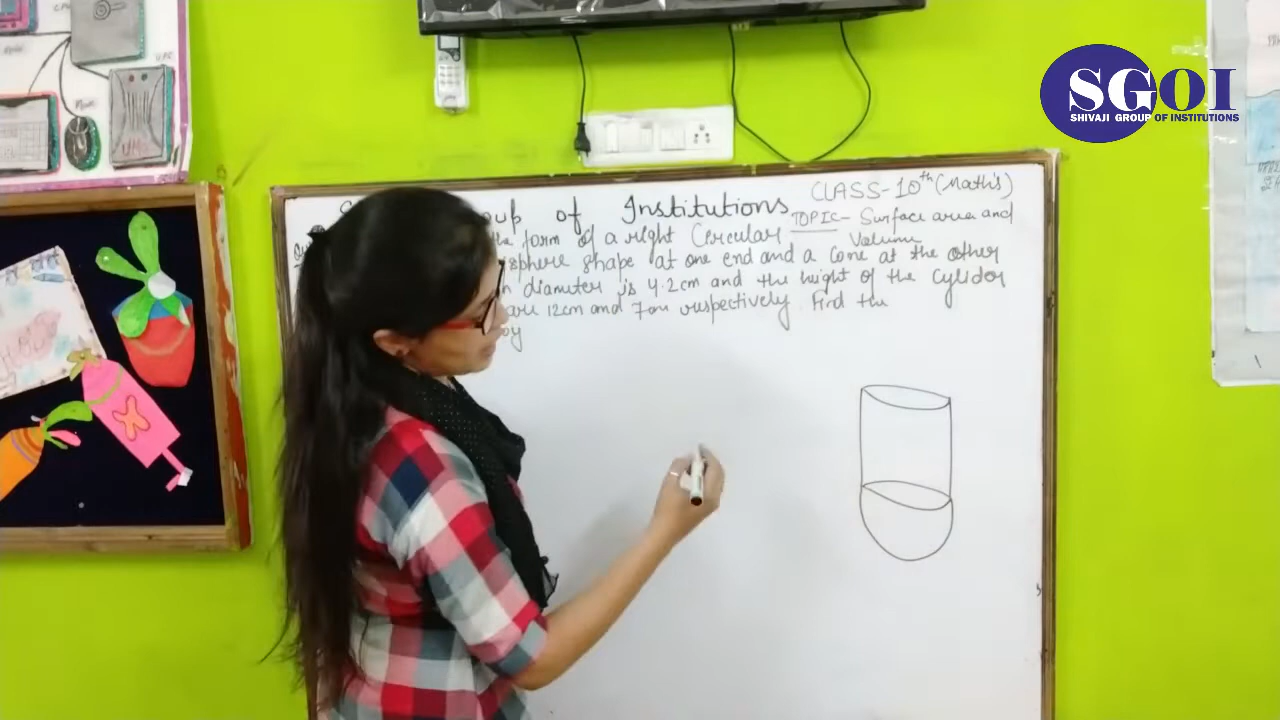 SGOI
SHIVAJI GROUP OF INSTITUTIONS
CLASS-10th (Maths)
of Institutions
TOPIC- Surface area and
Volume
the form of a right Circular
sphere shape at one end and a cone at the other
diameter is 4.2cm and the height of the Cylidor
are 12cm and 7cm respectively. Find the
oy